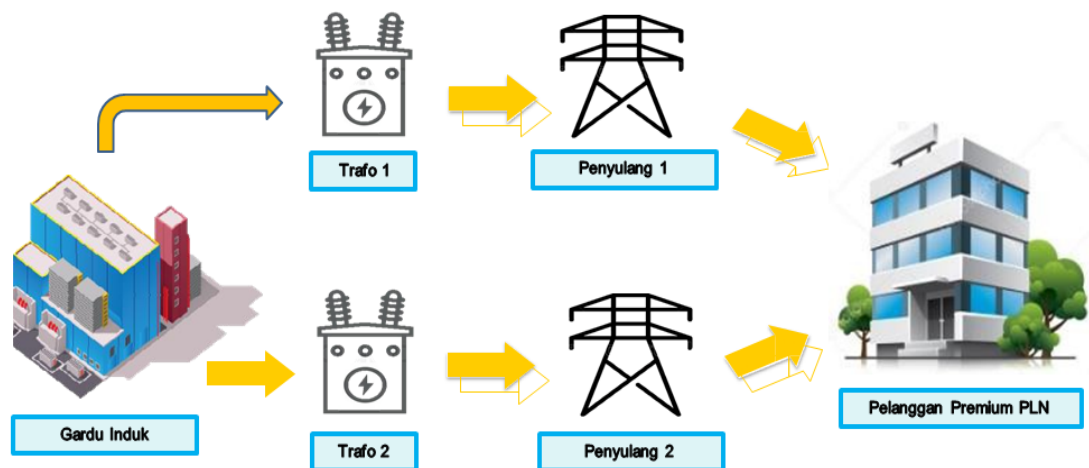 Trafo 1
Penyulang 1
Gardu Induk
Trafo 2
Penyulang 2
Pelanggan Premium PLN